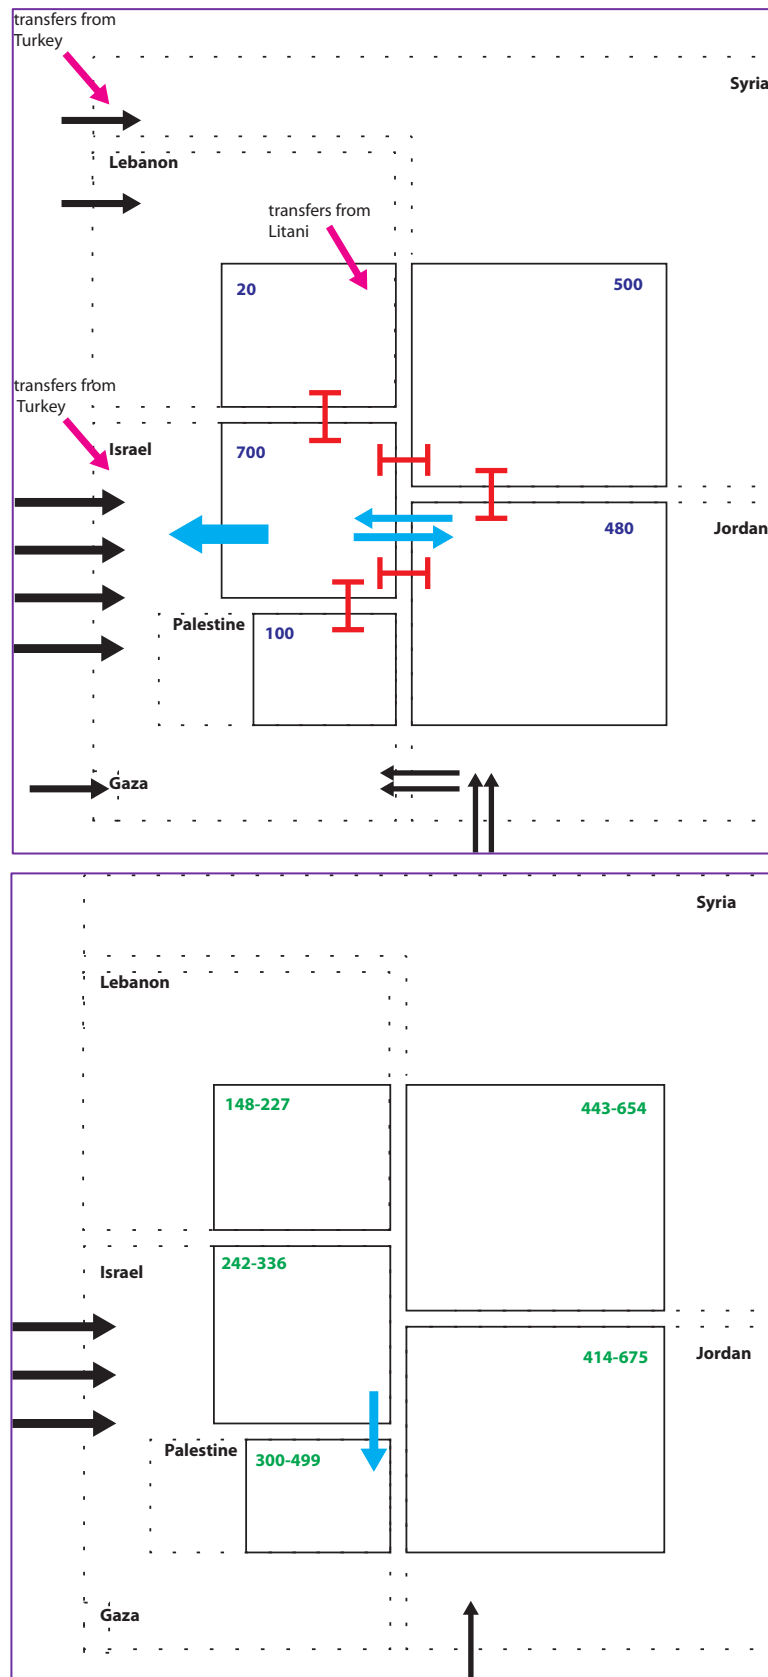 transfers from
Turkey
Syria
Lebanon
transfers from
Litani
20
500
transfers from
Turkey
Israel
700
480
Jordan
Palestine
100
Gaza
Syria
Lebanon
148-227
443-654
242-336
Israel
414-675
Jordan
Palestine
300-499
Gaza